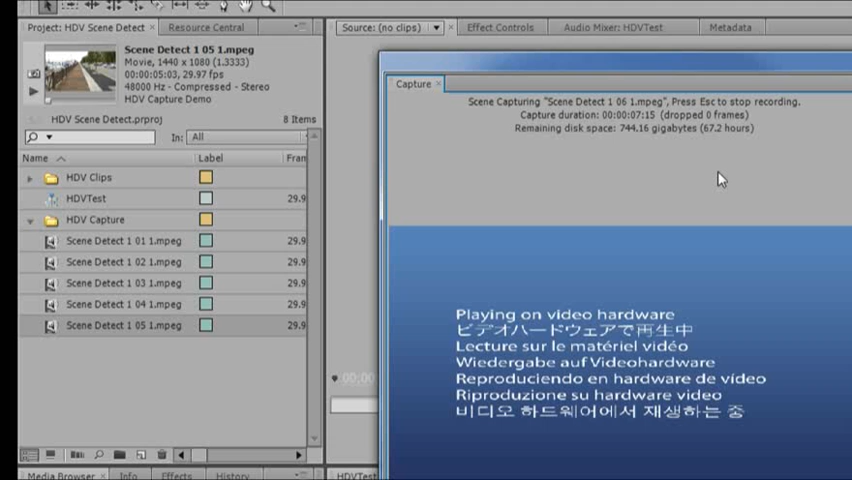 Project: HDV Scene Detect
Resource Central
Source: (no clips)
Effect Controls
Audio Mixer: HDVTest
Metadata
Scene Detect 1 05 1.mpeg
Movie, 1440 x 1080 (1.3333)
00:00:05:03, 29.97 fps
48000 Hz - Compressed - Stereo
HDV Capture Demo
HDV Scene Detect.prproj
8 Items
In:
All
Name
Label
Fram
HDV Clips
HDVTest
29.9
HDV Capture
Scene Detect 1 01 1.mpeg
29.9
Scene Detect 1 02 1.mpeg
29.9
Scene Detect 1 03 1.mpeg
29.9
Scene Detect 1 04 1.mpeg
29.9
Scene Detect 1 05 1.mpeg
29.9
Media Browser
Info
Effects
History
Capture
Scene Capturing "Scene Detect 1 06 1.mpeg", Press Esc to stop recording.
Capture duration: 00:00:07:15 (dropped 0 frames)
Remaining disk space: 744.16 gigabytes (67.2 hours)
Playing on video hardware
ビデオハードウェアで再生中
Lecture sur le matériel vidéo
Wiedergabe auf Videohardware
Reproduciendo en hardware de vídeo
Riproduzione su hardware video
비디오 하드웨어에서 재생하는 중
HDVTest